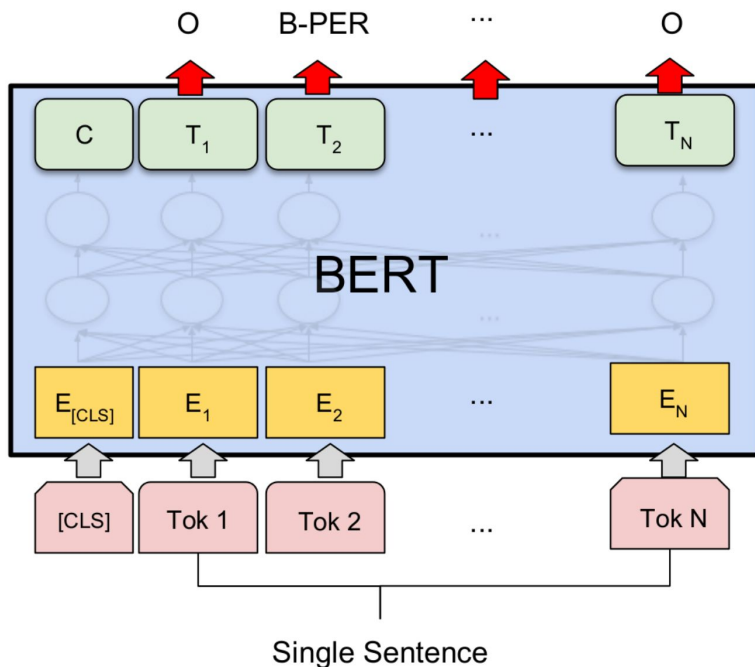 O B-PER ... O
C T1 T2 ... TN
...
BERT
...
E[CLS] E1 E2 ... EN
[CLS] Tok 1 Tok 2 ... Tok N
Single Sentence